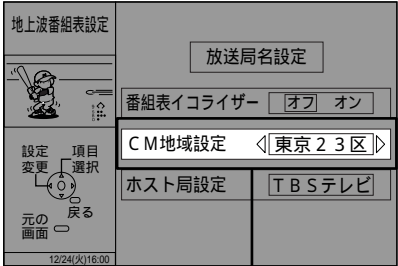 地上波番組表設定
放送局名設定
番組表イコライザー オフ オン
CM地域設定 東京23区
ホスト局設定 TBSテレビ
設定
変更
項目
選択
戻る
元の
画面
12/24(火)16:00